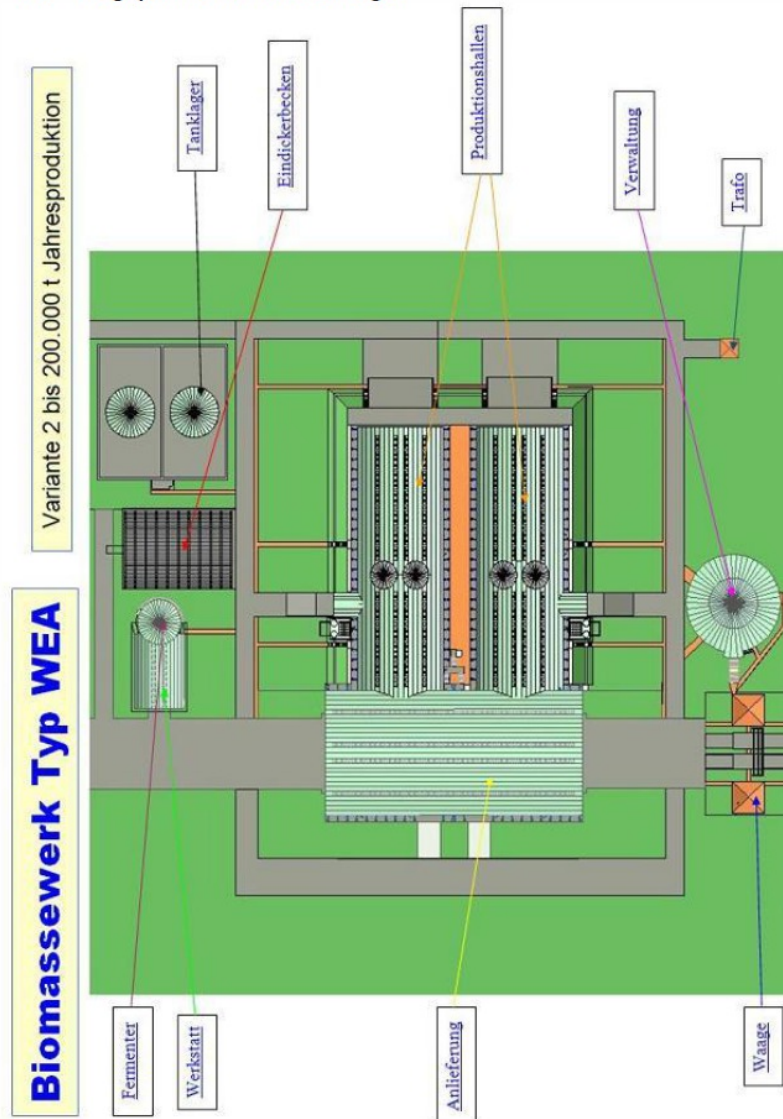 Biomassewerk Typ WEA
Variante 2 bis 200.000 t Jahresproduktion
Fermenter
Werkstatt
Tanklager
Eindickerbecken
Anlieferung
Produktionshallen
Verwaltung
Waage
Trafo